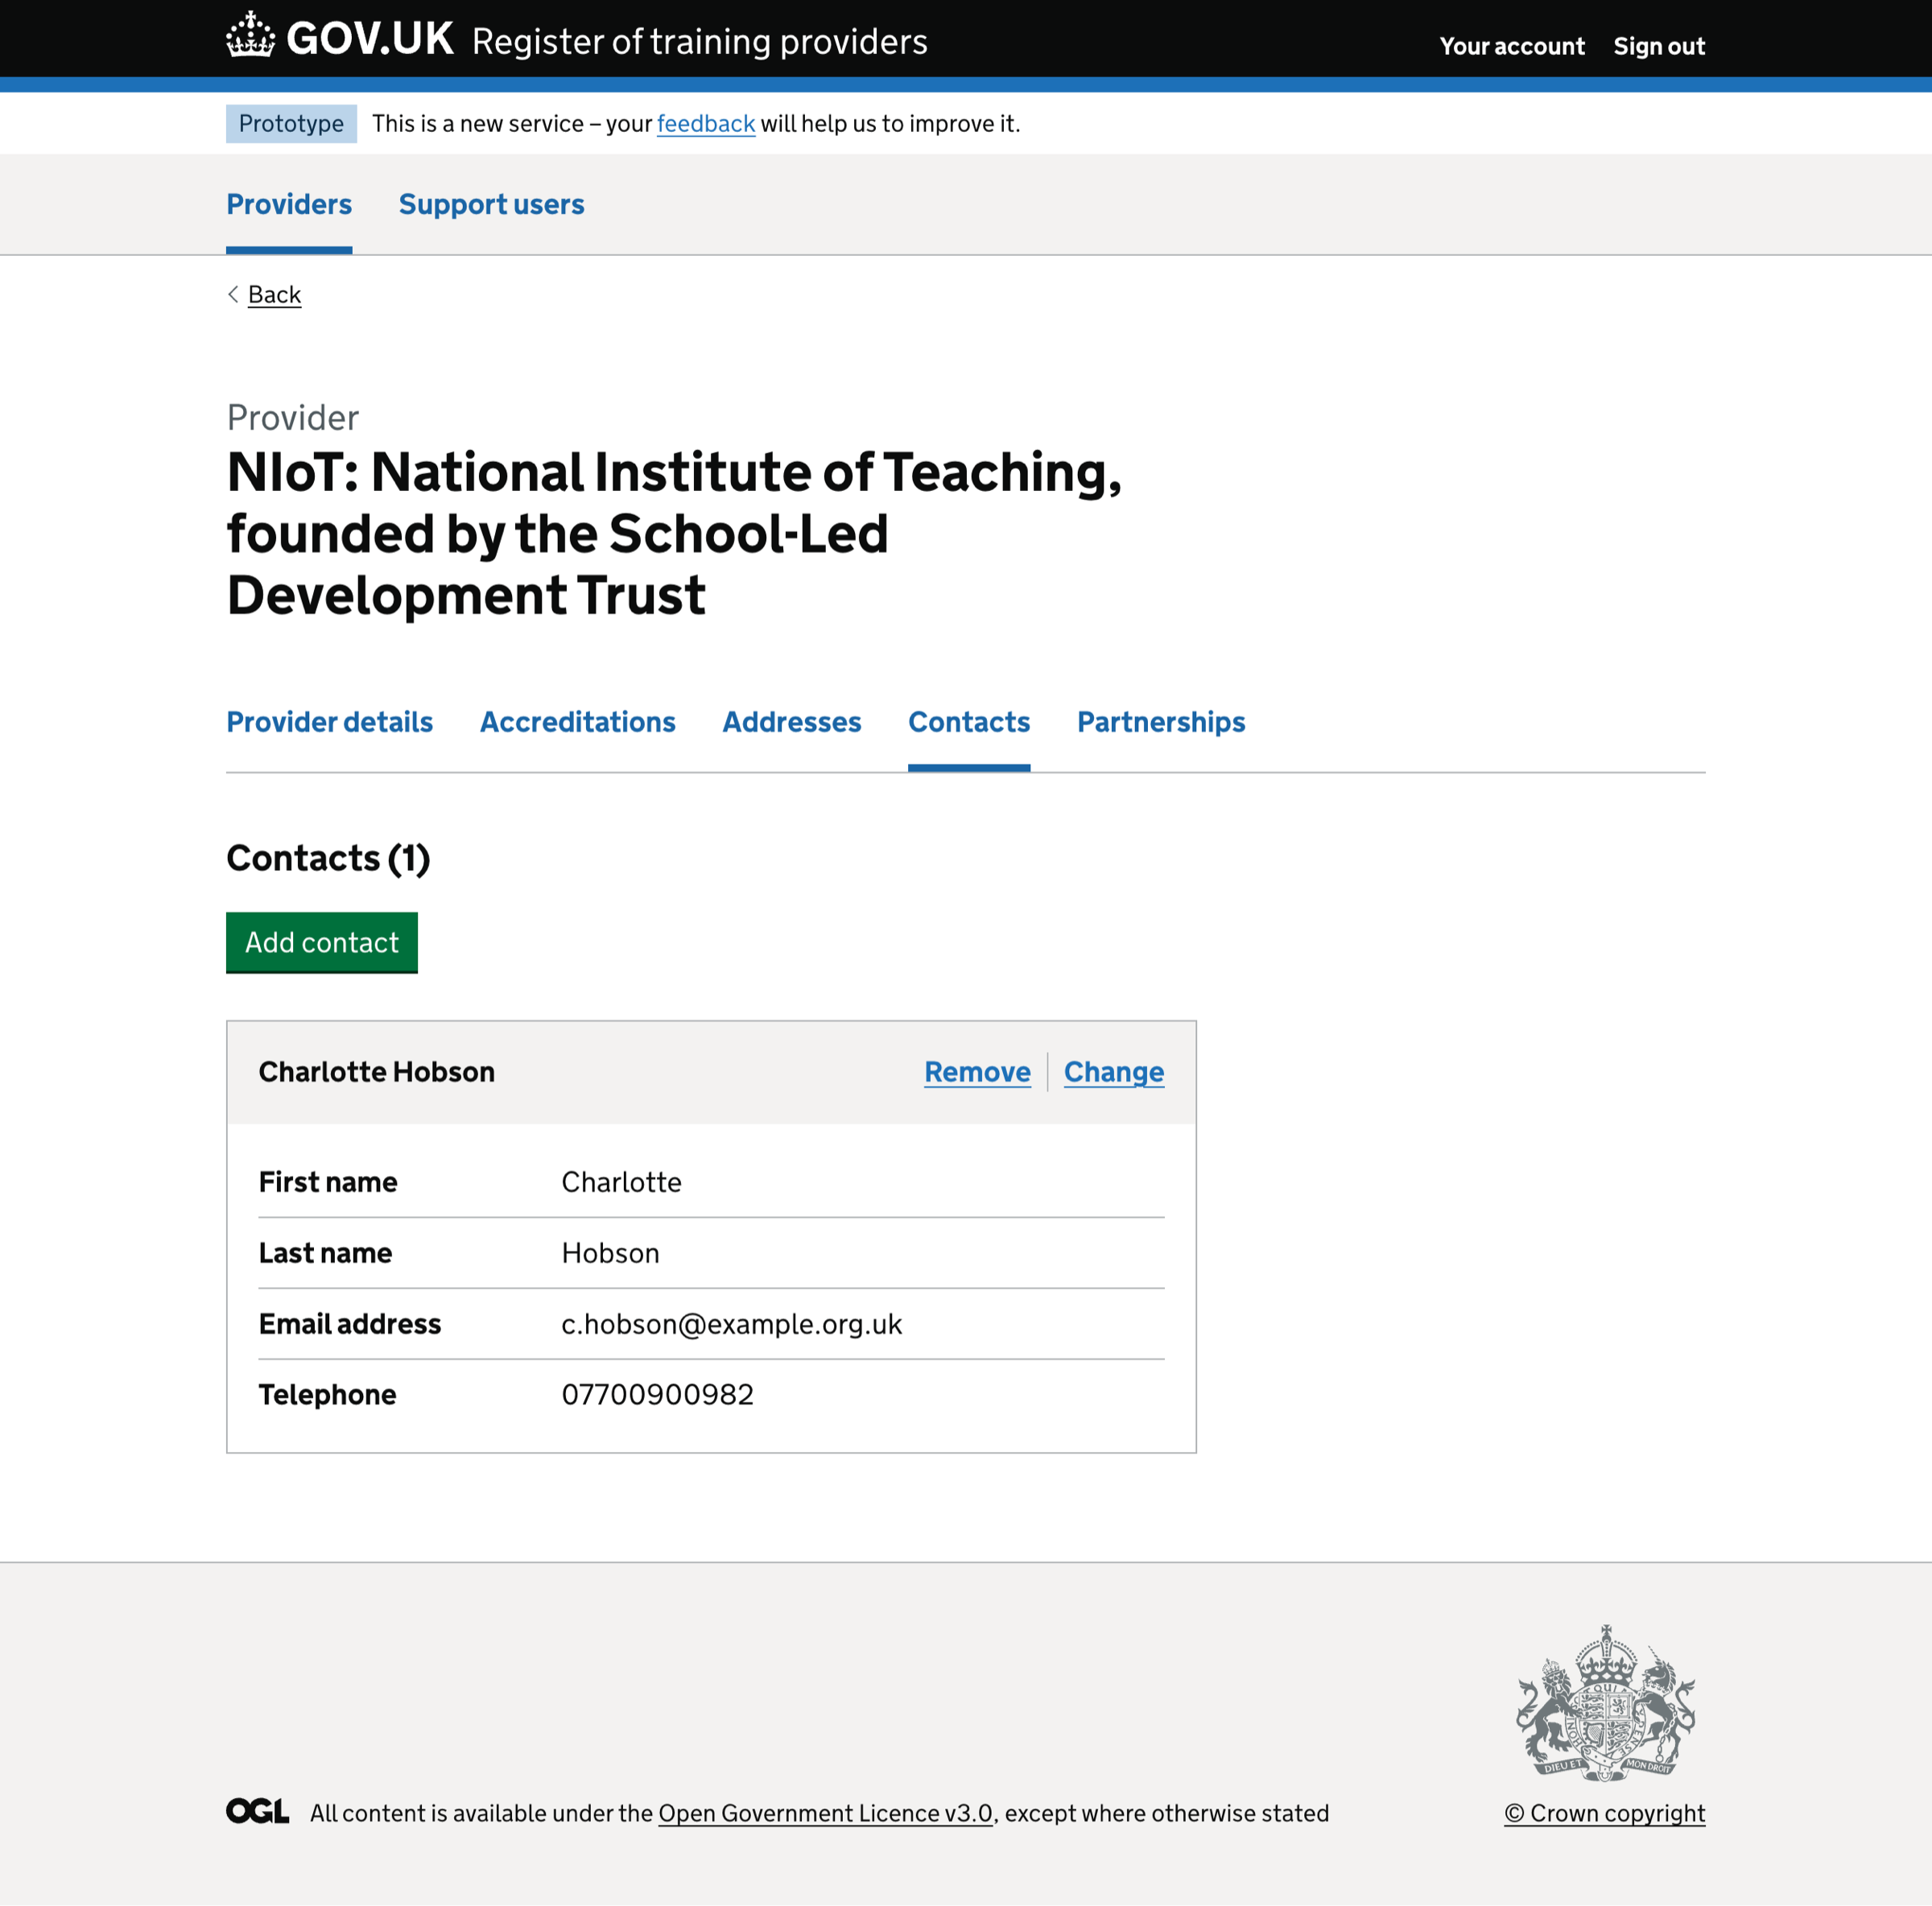 GOV.UK Register of training providers
Your account Sign out
Prototype This is a new service – your feedback will help us to improve it.
Providers Support users
Back
Provider
NIoT: National Institute of Teaching,
founded by the School-Led
Development Trust
Provider details Accreditations Addresses Contacts Partnerships
Contacts (1)
Add contact
Charlotte Hobson Remove Change
First name Charlotte
Last name Hobson
Email address c.hobson@example.org.uk
Telephone 07700900982
DIEU ET MON DROIT
OGL All content is available under the Open Government Licence v3.0, except where otherwise stated
© Crown copyright